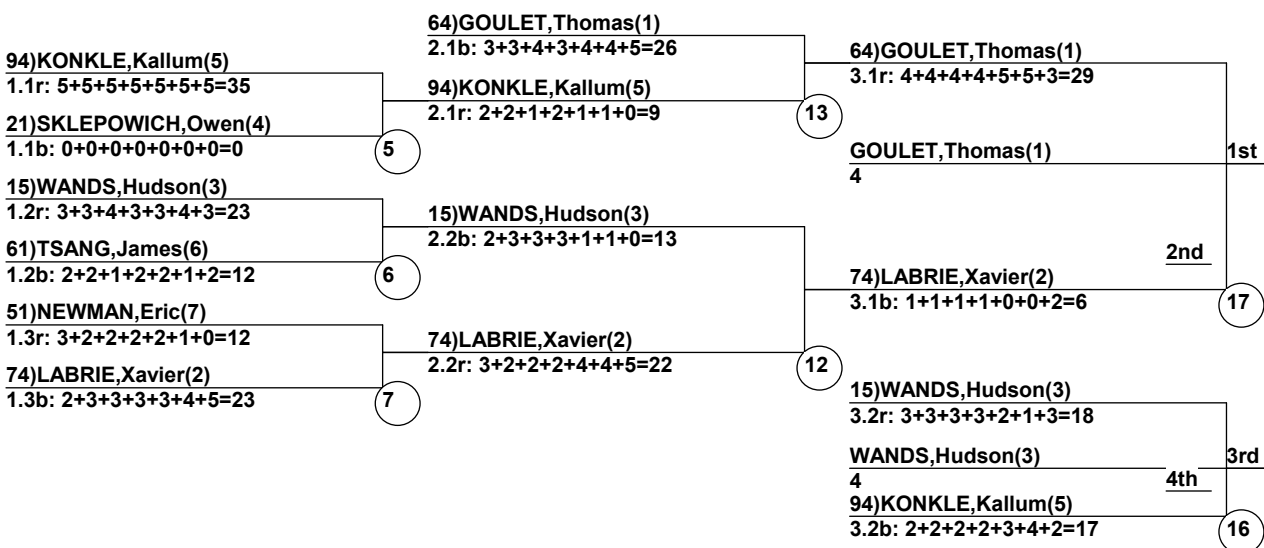 94)KONKLE,Kallum(5)
1.1r: 5+5+5+5+5+5+5=35
21)SKLEPOWICH,Owen(4)
1.1b: 0+0+0+0+0+0+0=0
5
15)WANDS,Hudson(3)
1.2r: 3+3+4+3+3+4+3=23
61)TSANG,James(6)
1.2b: 2+2+1+2+2+1+2=12
6
51)NEWMAN,Eric(7)
1.3r: 3+2+2+2+2+1+0=12
74)LABRIE,Xavier(2)
1.3b: 2+3+3+3+3+4+5=23
7
64)GOULET,Thomas(1)
2.1b: 3+3+4+3+4+4+5=26
94)KONKLE,Kallum(5)
2.1r: 2+2+1+2+1+1+0=9
13
15)WANDS,Hudson(3)
2.2b: 2+3+3+3+1+1+0=13
74)LABRIE,Xavier(2)
2.2r: 3+2+2+2+4+4+5=22
12
64)GOULET,Thomas(1)
3.1r: 4+4+4+4+5+5+3=29
GOULET,Thomas(1) 1st
4
2nd
74)LABRIE,Xavier(2)
3.1b: 1+1+1+1+0+0+2=6
17
15)WANDS,Hudson(3)
3.2r: 3+3+3+3+2+1+3=18
WANDS,Hudson(3) 3rd
4 4th
94)KONKLE,Kallum(5)
3.2b: 2+2+2+2+3+4+2=17
16